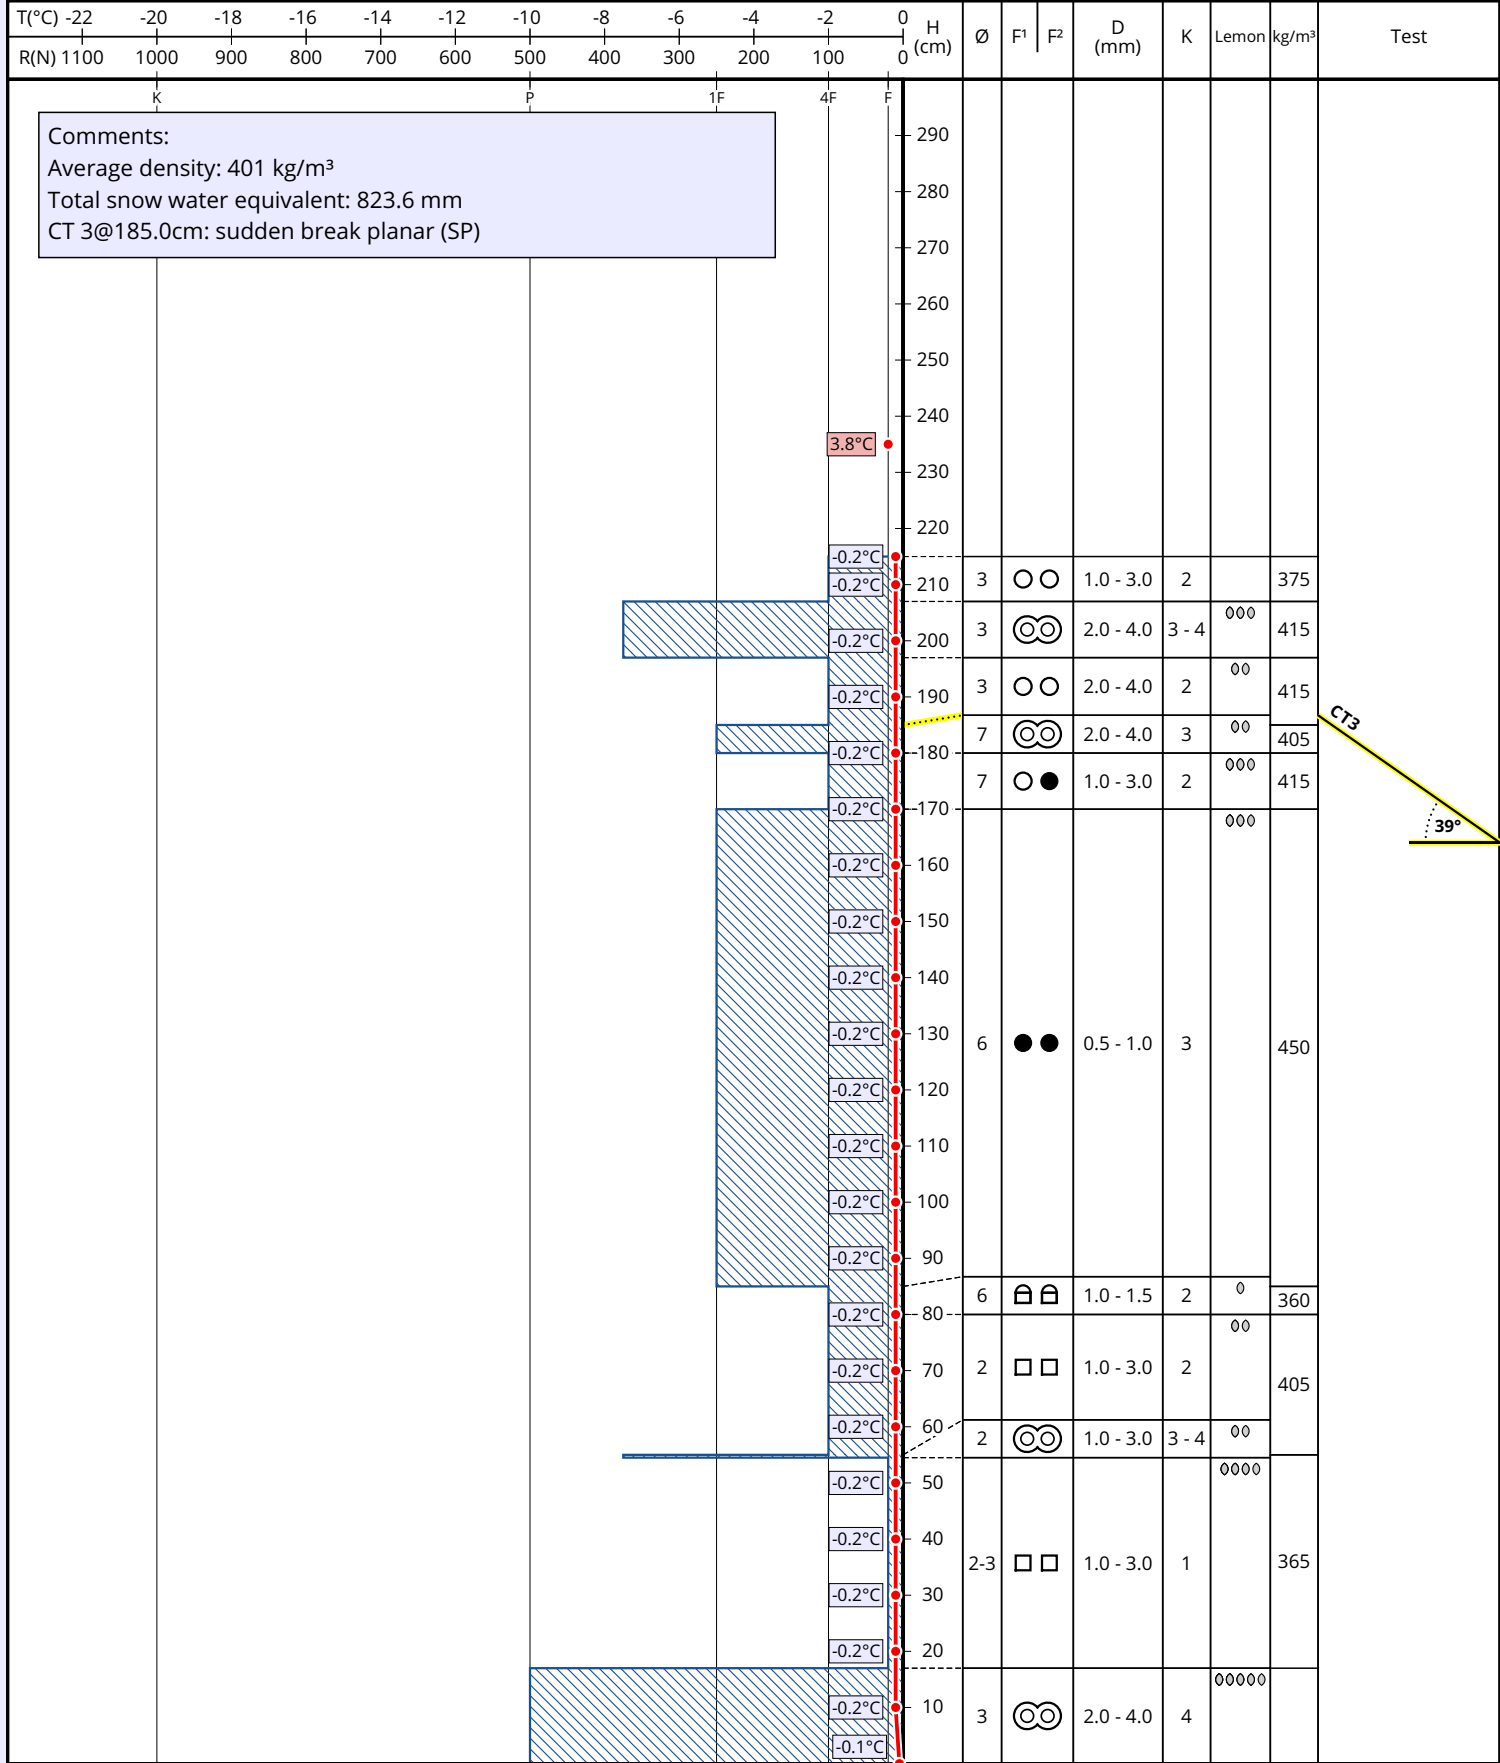 T(°C) -22 -20 -18 -16 -14 -12 -10 -8 -6 -4 -2 0
R(N) 1100 1000 900 800 700 600 500 400 300 200 100 0
H (cm) Ø F¹ F² D (mm) K Lemon kg/m³ Test
K P 1F 4F F
Comments:
Average density: 401 kg/m³
Total snow water equivalent: 823.6 mm
CT 3@185.0cm: sudden break planar (SP)
290
280
270
260
250
240
3.8°C
230
220
-0.2°C
3 1.0 - 3.0 2 375
-0.2°C 210
3 2.0 - 4.0 3 - 4 415
-0.2°C 200
3 2.0 - 4.0 2 415
-0.2°C 190
CT3
7 2.0 - 4.0 3 405
-0.2°C 180
7 1.0 - 3.0 2 415
-0.2°C 170
39°
-0.2°C 160
-0.2°C 150
-0.2°C 140
-0.2°C 130
6 0.5 - 1.0 3 450
-0.2°C 120
-0.2°C 110
-0.2°C 100
-0.2°C 90
6 1.0 - 1.5 2 360
-0.2°C 80
2 1.0 - 3.0 2 405
-0.2°C 70
-0.2°C 60
2 1.0 - 3.0 3 - 4
-0.2°C 50
-0.2°C 40
2-3 1.0 - 3.0 1 365
-0.2°C 30
-0.2°C 20
-0.2°C 10
3 2.0 - 4.0 4
-0.1°C